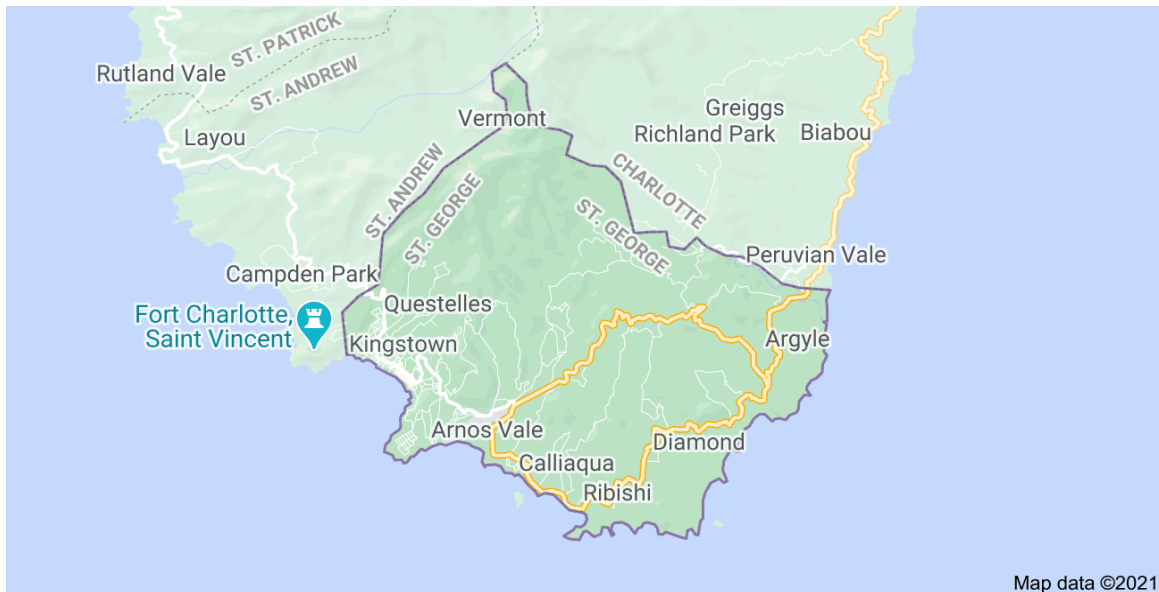 ST. PATRICK
Rutland Vale
ST. ANDREW
Greiggs
Vermont
Richland Park
Biabou
Layou
ST. ANDREW
CHARLOTTE
ST. GEORGE
ST. GEORGE
Peruvian Vale
Campden Park
Questelles
Fort Charlotte,
Saint Vincent
Kingstown
Argyle
Arnos Vale
Diamond
Calliaqua
Ribishi
Map data ©2021